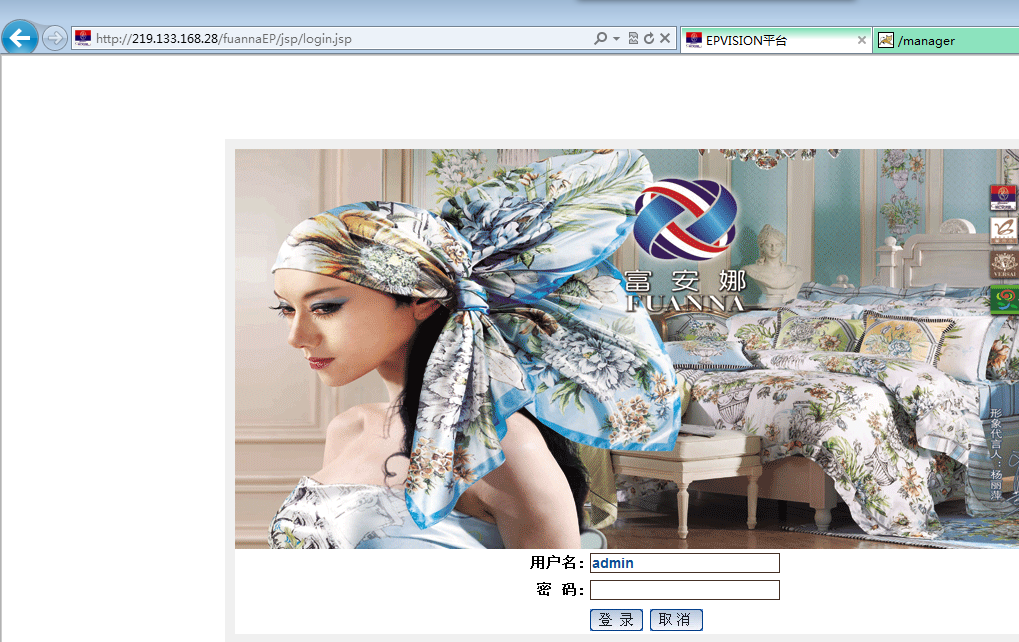 http://219.133.168.28/fuannaEP/jsp/login.jsp
EPVISION平台
/manager
富安娜
FUANNA
形象代言人：杨丽萍
用户名：
admin
密 码：
登 录
取 消